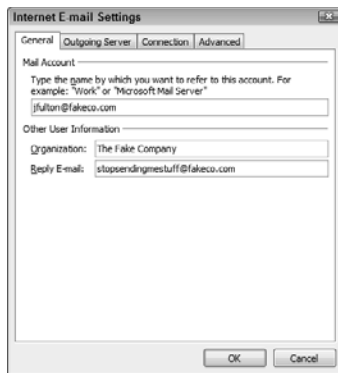 Internet E-mail Settings
General Outgoing Server Connection Advanced
Mail Account
Type the name by which you want to refer to this account. For
example: "Work" or "Microsoft Mail Server"
jfulton@fakeco.com
Other User Information
Organization: The Fake Company
Reply E-mail: stopsendingmestuff@fakeco.com
OK Cancel